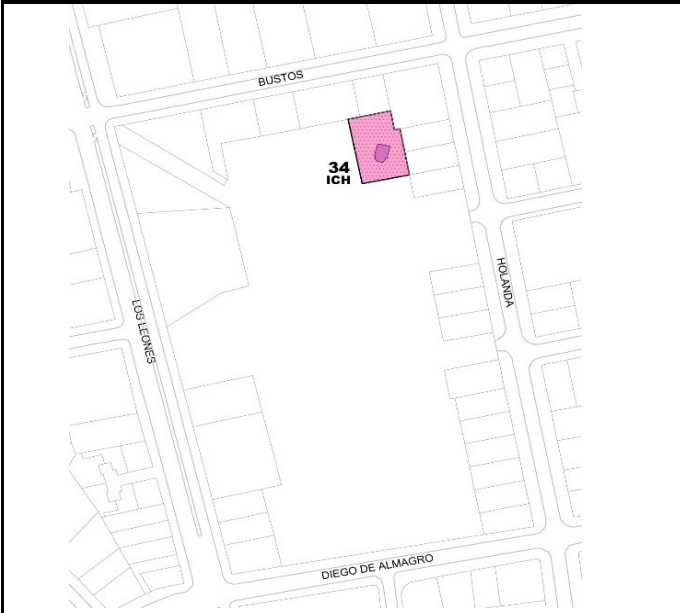 BUSTOS
34
ICH
HOLANDA
LOS LEONES
DIEGO DE ALMAGRO